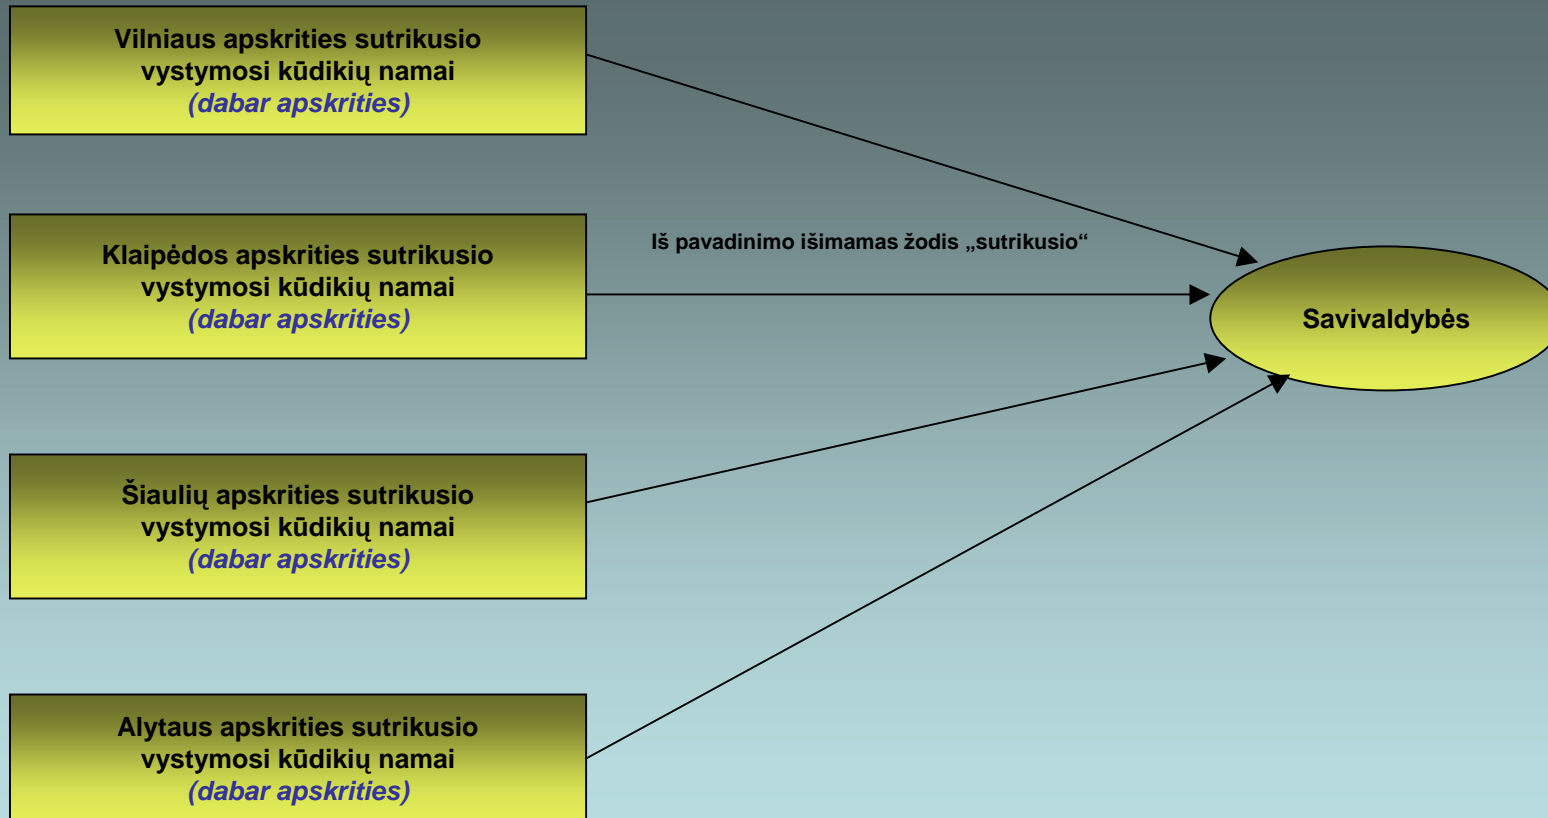 Vilniaus apskrities sutrikusio
vystymosi kūdikių namai
(dabar apskrities)
Klaipėdos apskrities sutrikusio
vystymosi kūdikių namai
(dabar apskrities)
Iš pavadinimo išimamas žodis „sutrikusio“
Savivaldybės
Šiaulių apskrities sutrikusio
vystymosi kūdikių namai
(dabar apskrities)
Alytaus apskrities sutrikusio
vystymosi kūdikių namai
(dabar apskrities)